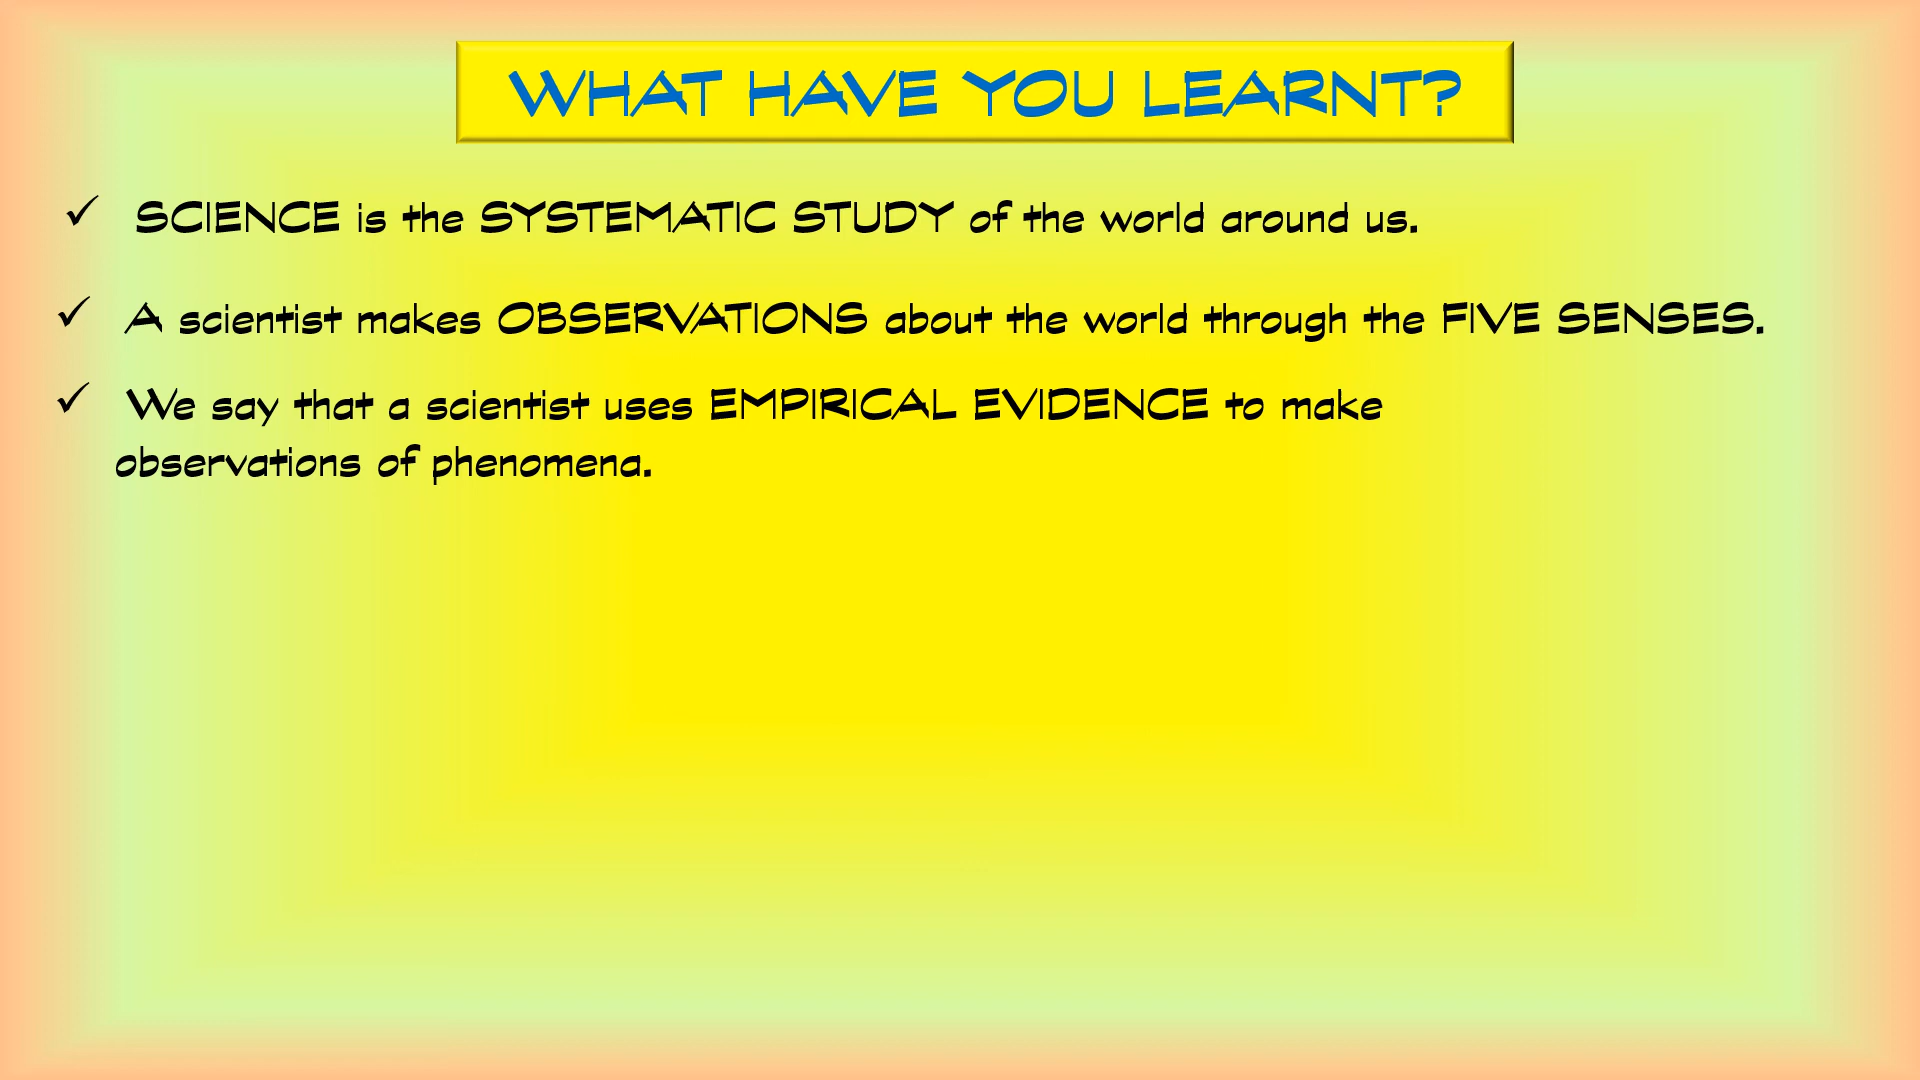 WHAT HAVE YOU LEARNT?
✓ SCIENCE is the SYSTEMATIC STUDY of the world around us.
✓ A scientist makes OBSERVATIONS about the world through the FIVE SENSES.
✓ We say that a scientist uses EMPIRICAL EVIDENCE to make
observations of phenomena.